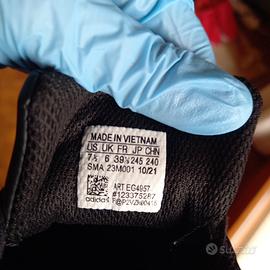 MADE IN VIETNAM
US UK FR JP CHN
7½ 6 39⅓ 245 240
SMA 23M001 10/21
ART EG4957
adidas
subito